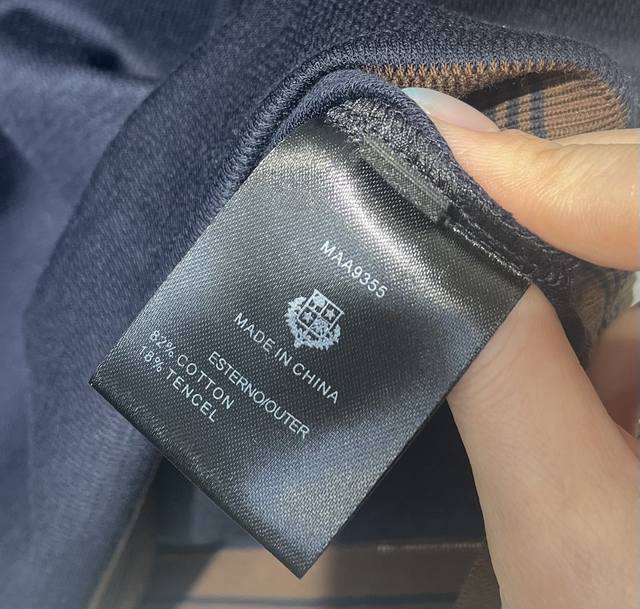 MAA9355
MADE IN CHINA
ESTERNO/OUTER
82% COTTON
18% TENCEL